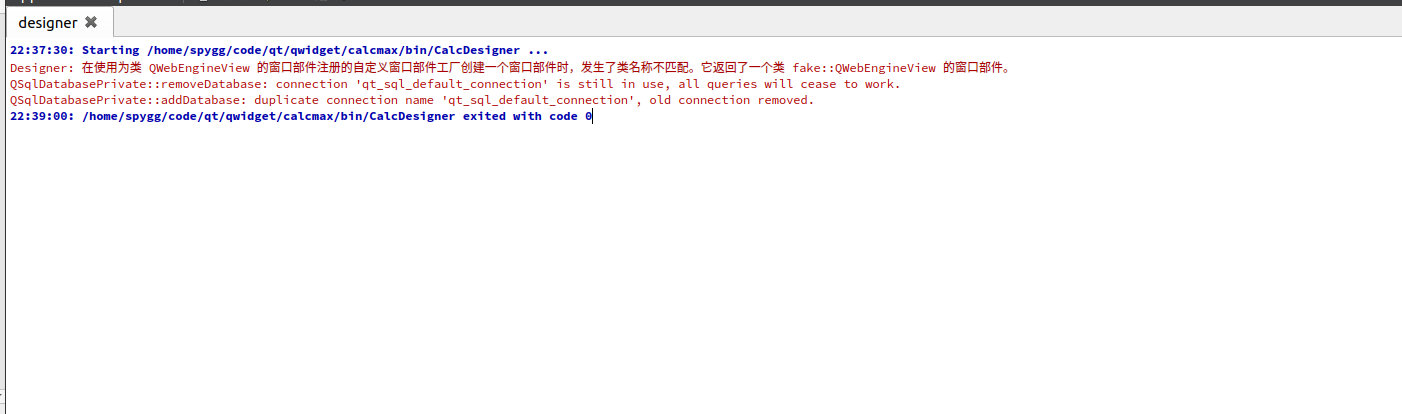 designer
22:37:30: Starting /home/spygg/code/qt/qwidget/calcmax/bin/CalcDesigner ...
Designer: 在使用为类 QWebEngineView 的窗口部件注册的自定义窗口部件工厂创建一个窗口部件时，发生了类名称不匹配。它返回了一个类 fake::QWebEngineView 的窗口部件。
QSqlDatabasePrivate::removeDatabase: connection 'qt_sql_default_connection' is still in use, all queries will cease to work.
QSqlDatabasePrivate::addDatabase: duplicate connection name 'qt_sql_default_connection', old connection removed.
22:39:00: /home/spygg/code/qt/qwidget/calcmax/bin/CalcDesigner exited with code 0